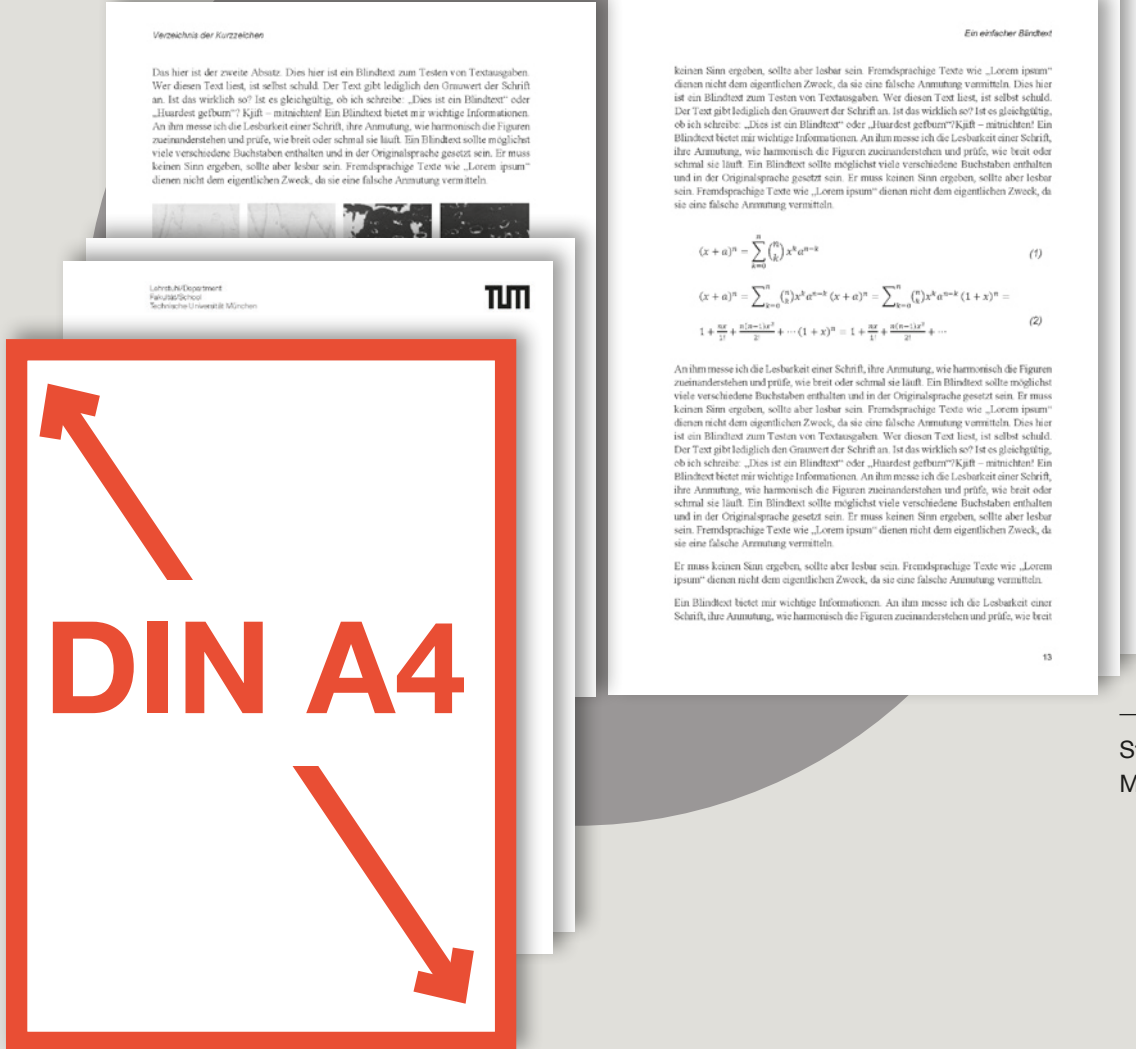 Verzeichnis der Kurzzeichen
Das hier ist der zweite Absatz. Dies hier ist ein Blindtext zum Testen von Textausgaben.
Wer diesen Text liest, ist selbst schuld. Der Text gibt lediglich den Grauwert der Schrift
an. Ist das wirklich so? Ist es gleichgültig, ob ich schreibe: „Dies ist ein Blindtext“ oder
„Huardest gefburn“? Kjift – mitnichten! Ein Blindtext bietet mir wichtige Informationen.
An ihm messe ich die Lesbarkeit einer Schrift, ihre Anmutung, wie harmonisch die Figuren
zueinanderstehen und prüfe, wie breit oder schmal sie läuft. Ein Blindtext sollte möglichst
viele verschiedene Buchstaben enthalten und in der Originalsprache gesetzt sein. Er muss
keinen Sinn ergeben, sollte aber lesbar sein. Fremdsprachige Texte wie „Lorem ipsum“
dienen nicht dem eigentlichen Zweck, da sie eine falsche Anmutung vermitteln.
Lehrstuhl/Department
Fakultät/School
Technische Universität München
TUM
DIN A4
Ein einfacher Blindtext
keinen Sinn ergeben, sollte aber lesbar sein. Fremdsprachige Texte wie „Lorem ipsum“
dienen nicht dem eigentlichen Zweck, da sie eine falsche Anmutung vermitteln. Dies hier
ist ein Blindtext zum Testen von Textausgaben. Wer diesen Text liest, ist selbst schuld.
Der Text gibt lediglich den Grauwert der Schrift an. Ist das wirklich so? Ist es gleichgültig,
ob ich schreibe: „Dies ist ein Blindtext“ oder „Huardest gefburn“?Kjift – mitnichten! Ein
Blindtext bietet mir wichtige Informationen. An ihm messe ich die Lesbarkeit einer Schrift,
ihre Anmutung, wie harmonisch die Figuren zueinanderstehen und prüfe, wie breit oder
schmal sie läuft. Ein Blindtext sollte möglichst viele verschiedene Buchstaben enthalten
und in der Originalsprache gesetzt sein. Er muss keinen Sinn ergeben, sollte aber lesbar
sein. Fremdsprachige Texte wie „Lorem ipsum“ dienen nicht dem eigentlichen Zweck, da
sie eine falsche Anmutung vermitteln.
(x + a)ⁿ = ∑ₖ₌₀ⁿ (n k) xᵏaⁿ⁻ᵏ (1)
(x + a)ⁿ = ∑ₖ₌₀ⁿ (n k) xᵏaⁿ⁻ᵏ (x + a)ⁿ = ∑ₖ₌₀ⁿ (n k) xᵏaⁿ⁻ᵏ (1 + x)ⁿ =
1 + nx/1! + n(n−1)x²/2! + ⋯ (1 + x)ⁿ = 1 + nx/1! + n(n−1)x²/2! + ⋯ (2)
An ihm messe ich die Lesbarkeit einer Schrift, ihre Anmutung, wie harmonisch die Figuren
zueinanderstehen und prüfe, wie breit oder schmal sie läuft. Ein Blindtext sollte möglichst
viele verschiedene Buchstaben enthalten und in der Originalsprache gesetzt sein. Er muss
keinen Sinn ergeben, sollte aber lesbar sein. Fremdsprachige Texte wie „Lorem ipsum“
dienen nicht dem eigentlichen Zweck, da sie eine falsche Anmutung vermitteln. Dies hier
ist ein Blindtext zum Testen von Textausgaben. Wer diesen Text liest, ist selbst schuld.
Der Text gibt lediglich den Grauwert der Schrift an. Ist das wirklich so? Ist es gleichgültig,
ob ich schreibe: „Dies ist ein Blindtext“ oder „Huardest gefburn“?Kjift – mitnichten! Ein
Blindtext bietet mir wichtige Informationen. An ihm messe ich die Lesbarkeit einer Schrift,
ihre Anmutung, wie harmonisch die Figuren zueinanderstehen und prüfe, wie breit oder
schmal sie läuft. Ein Blindtext sollte möglichst viele verschiedene Buchstaben enthalten
und in der Originalsprache gesetzt sein. Er muss keinen Sinn ergeben, sollte aber lesbar
sein. Fremdsprachige Texte wie „Lorem ipsum“ dienen nicht dem eigentlichen Zweck, da
sie eine falsche Anmutung vermitteln.
Er muss keinen Sinn ergeben, sollte aber lesbar sein. Fremdsprachige Texte wie „Lorem
ipsum“ dienen nicht dem eigentlichen Zweck, da sie eine falsche Anmutung vermitteln.
Ein Blindtext bietet mir wichtige Informationen. An ihm messe ich die Lesbarkeit einer
Schrift, ihre Anmutung, wie harmonisch die Figuren zueinanderstehen und prüfe, wie breit
13